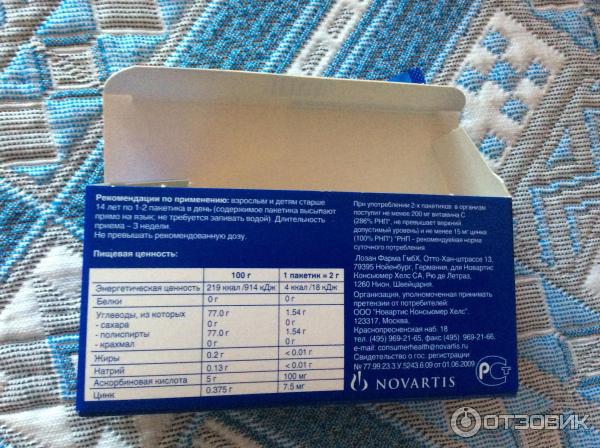 Рекомендации по применению: взрослым и детям старше
14 лет по 1-2 пакетика в день (содержимое пакетика высыпают
прямо на язык; не требуется запивать водой). Длительность
приема – 3 недели.
Не превышать рекомендованную дозу.
Пищевая ценность:
100 г 1 пакетик = 2 г
Энергетическая ценность 219 ккал /914 кДж 4 ккал /18 кДж
Белки 0 г 0 г
Углеводы, из которых 77.0 г 1.54 г
- сахара 0 г 0 г
- полиспирты 77.0 г 1.54 г
- крахмал 0 г 0 г
Жиры 0.2 г < 0.01 г
Натрий 0.13 г < 0.01 г
Аскорбиновая кислота 5 г 100 мг
Цинк 0.375 г 7.5 мг
При употреблении 2-х пакетиков в организм
поступит не менее 200 мг витамина С
(286% РНП*, не превышает верхний
допустимый уровень) и не менее 15 мг цинка
(100% РНП*) *РНП - рекомендуемая норма
суточного потребления
Лозан Фарма ГмбХ, Отто-Хан-штрассе 13,
79395 Нойенбург, Германия, для Новартис
Консьюмер Хелс СА, Рю де Летраз,
1260 Нион, Швейцария.
Организация, уполномоченная принимать
претензии от потребителей:
ООО "Новартис Консьюмер Хелс".
123317, Москва.
Краснопресненская наб. 18
тел. (495) 969-21-65, факс (495) 969-21-66.
e-mail: consumerhealth@novartis.ru
Свидетельство о гос. регистрации
№ 77.99.23.3.У.5243.6.09 от 01.06.2009
NOVARTIS
РСТ
ОТЗОВИК